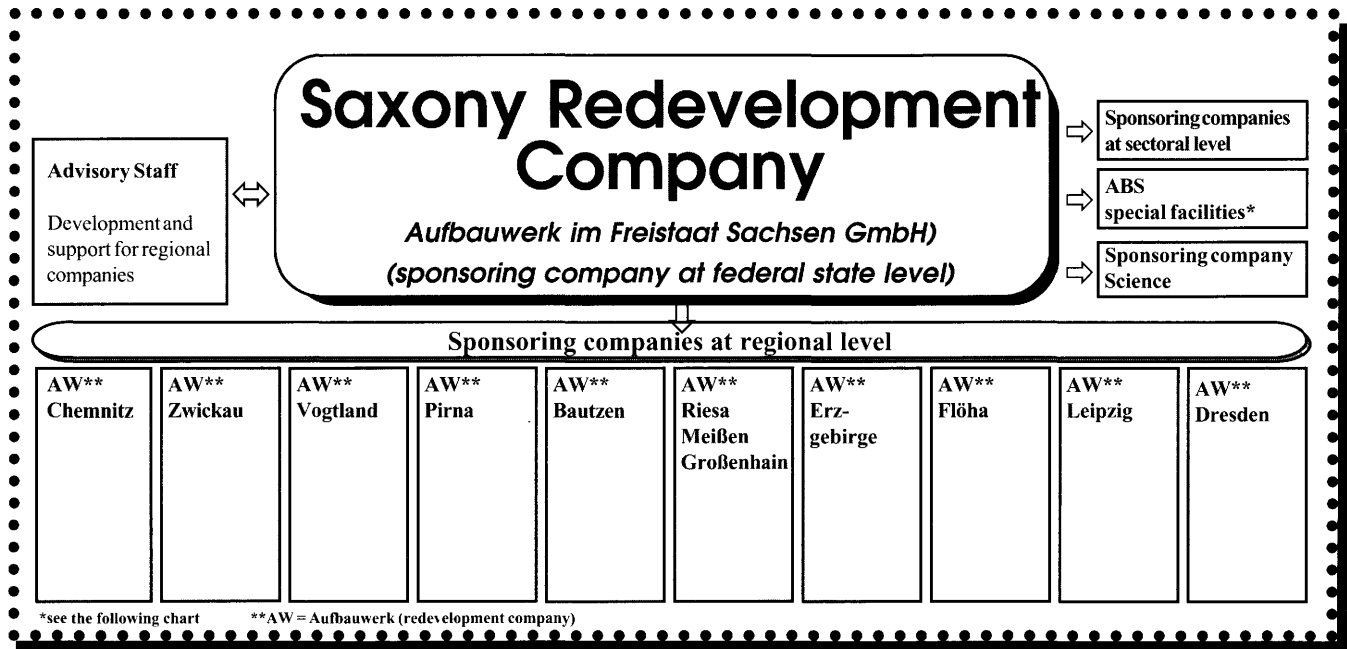 Saxony Redevelopment
Company
Aufbauwerk im Freistaat Sachsen GmbH)
(sponsoring company at federal state level)
Advisory Staff
Development and
support for regional
companies
Sponsoring companies
at sectoral level
ABS
special facilities*
Sponsoring company
Science
Sponsoring companies at regional level
AW**
Chemnitz
AW**
Zwickau
AW**
Vogtland
AW**
Pirna
AW**
Bautzen
AW**
Riesa
Meißen
Großenhain
AW**
Erz-
gebirge
AW**
Flöha
AW**
Leipzig
AW**
Dresden
*see the following chart
**AW = Aufbauwerk (redevelopment company)